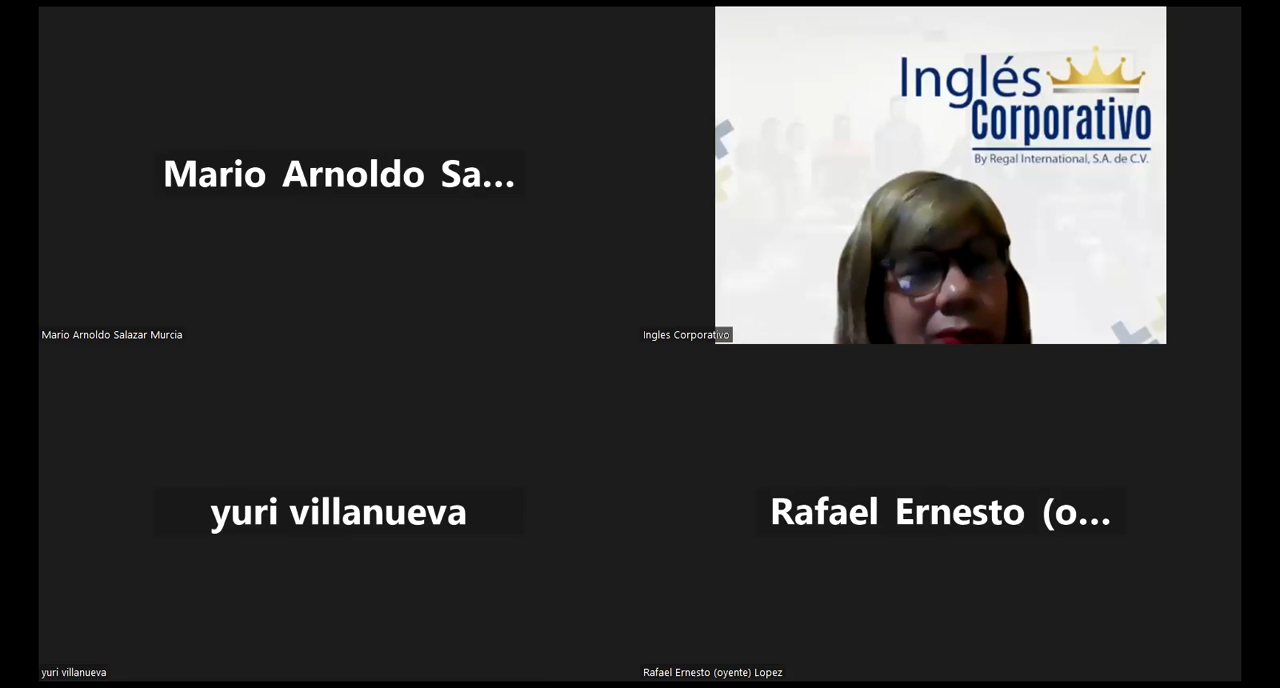 Mario Arnoldo Sa...
Mario Arnoldo Salazar Murcia
Inglés
Corporativo
By Regal International, S.A. de C.V.
Ingles Corporativo
yuri villanueva
yuri villanueva
Rafael Ernesto (o...
Rafael Ernesto (oyente) Lopez